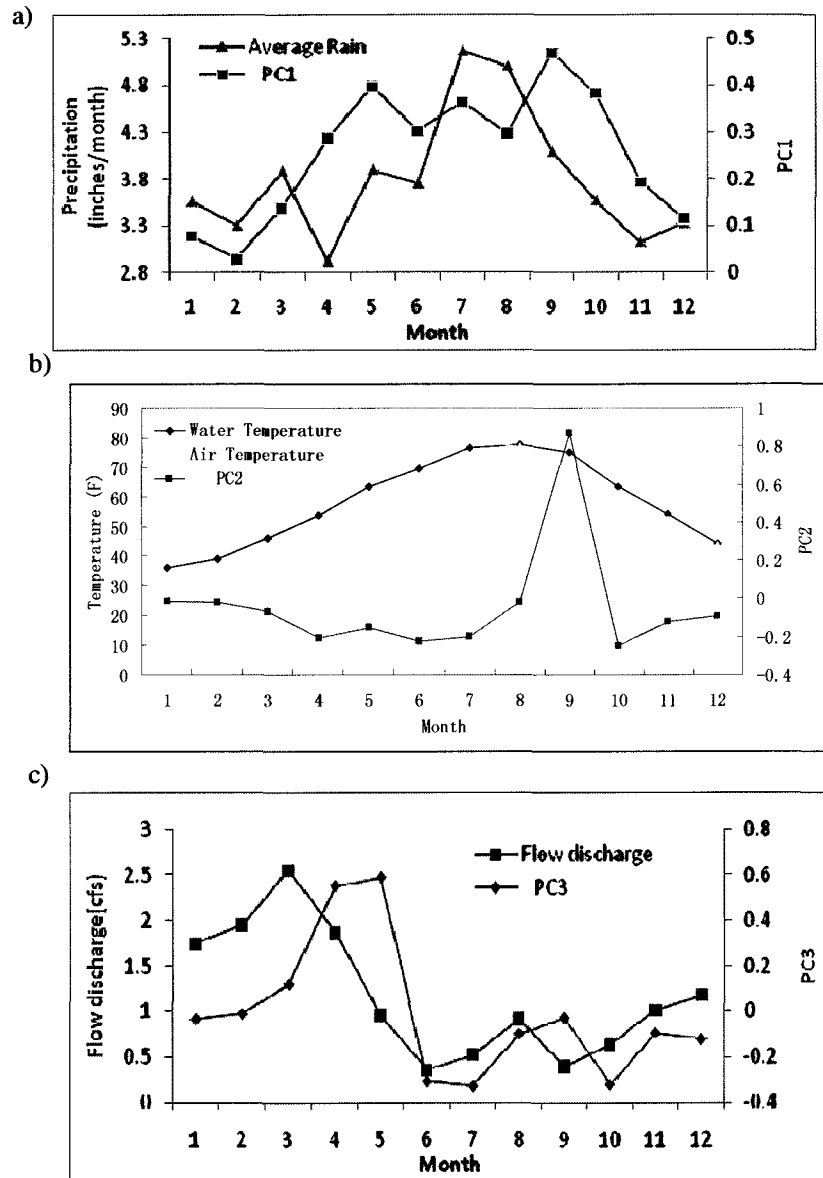 a)
Average Rain
PC1
Precipitation
(inches/month)
5.3
4.8
4.3
3.8
3.3
2.8
0.5
0.4
0.3
0.2
0.1
0
PC1
1 2 3 4 5 6 7 8 9 10 11 12
Month
b)
Water Temperature
Air Temperature
PC2
Temperature (F)
90
80
70
60
50
40
30
20
10
0
1
0.8
0.6
0.4
0.2
0
-0.2
-0.4
PC2
1 2 3 4 5 6 7 8 9 10 11 12
Month
c)
Flow discharge
PC3
Flow discharge(cfs)
3
2.5
2
1.5
1
0.5
0
0.8
0.6
0.4
0.2
0
-0.2
-0.4
PC3
1 2 3 4 5 6 7 8 9 10 11 12
Month